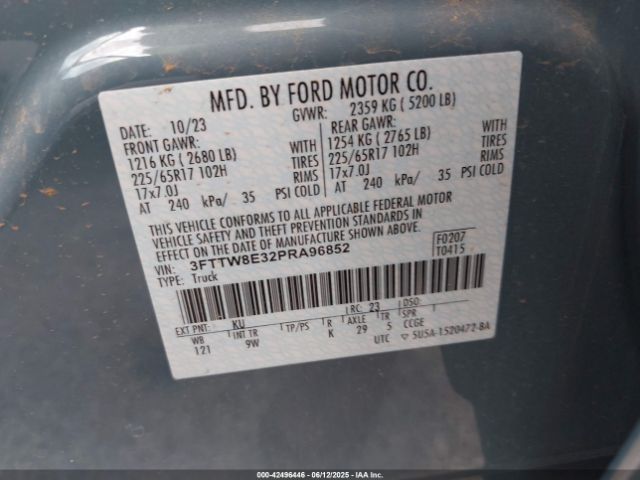 MFD. BY FORD MOTOR CO.
DATE: 10/23 GVWR: 2359 KG ( 5200 LB)
FRONT GAWR: WITH REAR GAWR: WITH
1216 KG ( 2680 LB) TIRES 1254 KG ( 2765 LB) TIRES
225/65R17 102H RIMS 225/65R17 102H RIMS
17x7.0J 17x7.0J
AT 240 kPa/ 35 PSI COLD AT 240 kPa/ 35 PSI COLD
THIS VEHICLE CONFORMS TO ALL APPLICABLE FEDERAL MOTOR
VEHICLE SAFETY AND THEFT PREVENTION STANDARDS IN
EFFECT ON THE DATE OF MANUFACTURE SHOWN ABOVE.
VIN: 3FTTW8E32PRA96852 F0207
TYPE: Truck T0415
EXT PNT: KU RC: 23 DSO:
WB INT TR TP/PS R AXLE TR SPR
121 9W K 29 5 CCGE
UTC ▽ 5U5A-1520472-BA
000-42496446 - 06/12/2025 - IAAI Inc.